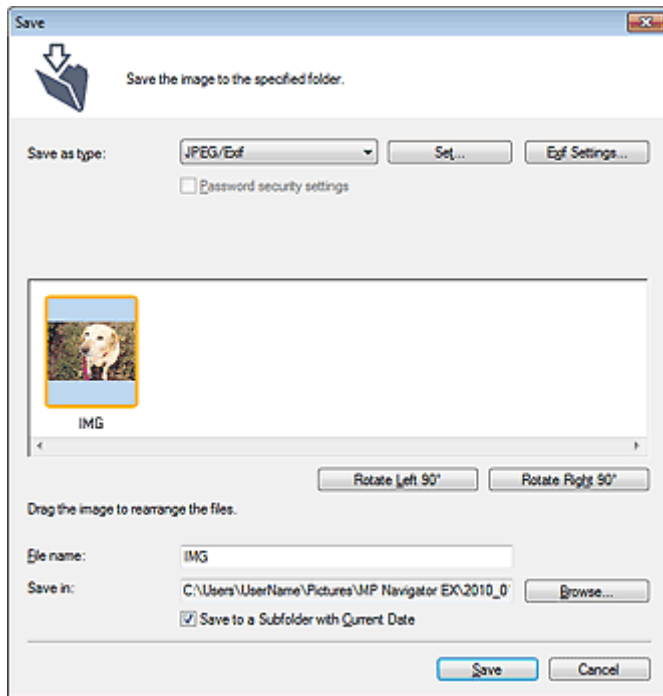 Save
Save the image to the specified folder.
Save as type:
JPEG/Exif
Set...
Exif Settings...
Password security settings
IMG
Rotate Left 90°
Rotate Right 90°
Drag the image to rearrange the files.
File name:
IMG
Save in:
C:\Users\UserName\Pictures\MP Navigator EX\2010_0
Browse...
Save to a Subfolder with Current Date
Save
Cancel